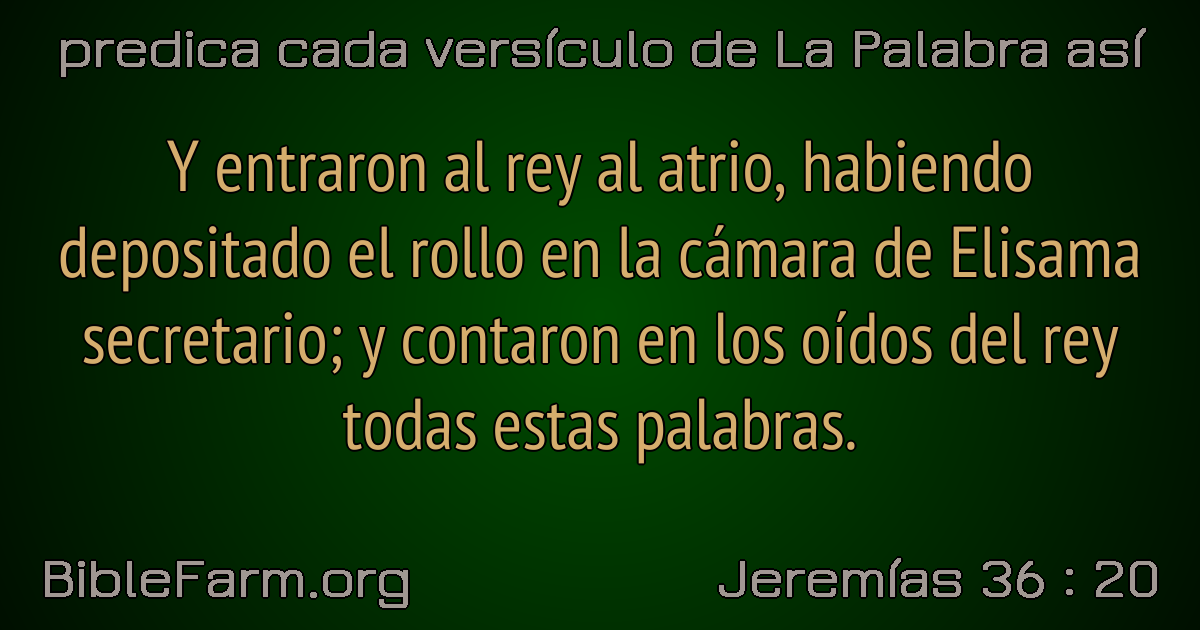 predica cada versículo de La Palabra así
Y entraron al rey al atrio, habiendo
depositado el rollo en la cámara de Elisama
secretario; y contaron en los oídos del rey
todas estas palabras.
BibleFarm.org
Jeremías 36 : 20